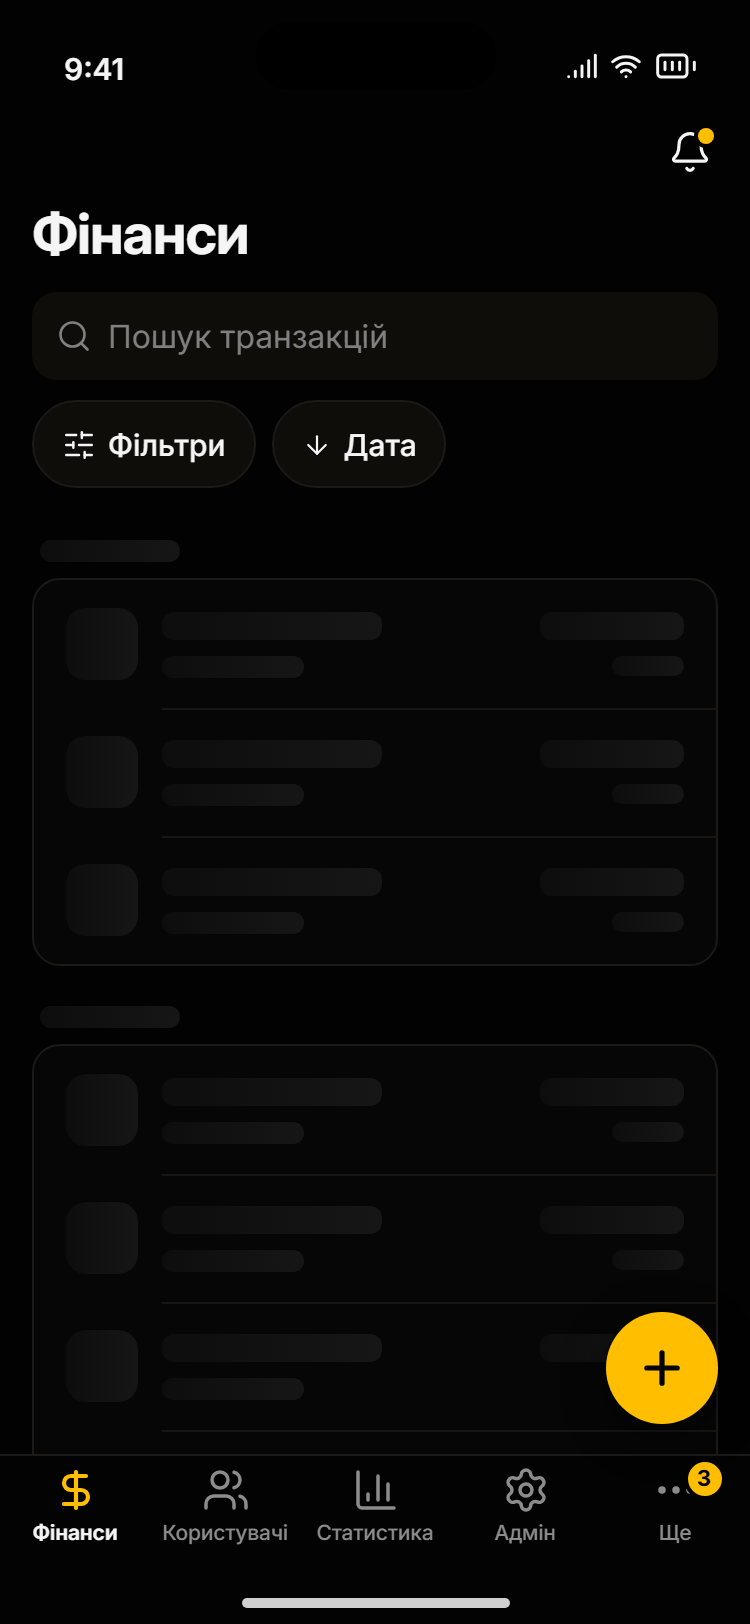 9:41
Фінанси
Пошук транзакцій
Фільтри
Дата
3
Фінанси
Користувачі
Статистика
Адмін
Ще